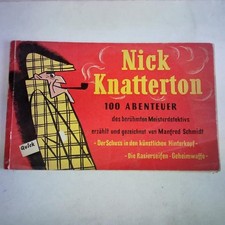 Nick
Knatterton
100 ABENTEUER
des berühmten Meisterdetektivs
erzählt und gezeichnet von Manfred Schmidt
- Der Schuss in den künstlichen Hinterkopf -
- Die Rasierseifen-Geheimwaffe -
Quick